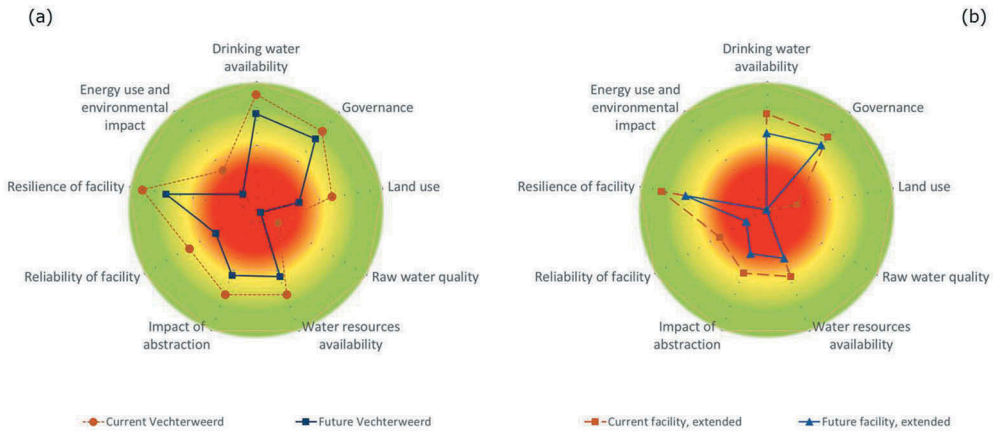 (a)
(b)
Drinking water
availability
Governance
Land use
Raw water quality
Water resources
availability
Impact of
abstraction
Reliability of facility
Resilience of facility
Energy use and
environmental
impact
Current Vechterweerd
Future Vechterweerd
Drinking water
availability
Governance
Land use
Raw water quality
Water resources
availability
Impact of
abstraction
Reliability of facility
Resilience of facility
Energy use and
environmental
impact
Current facility, extended
Future facility, extended